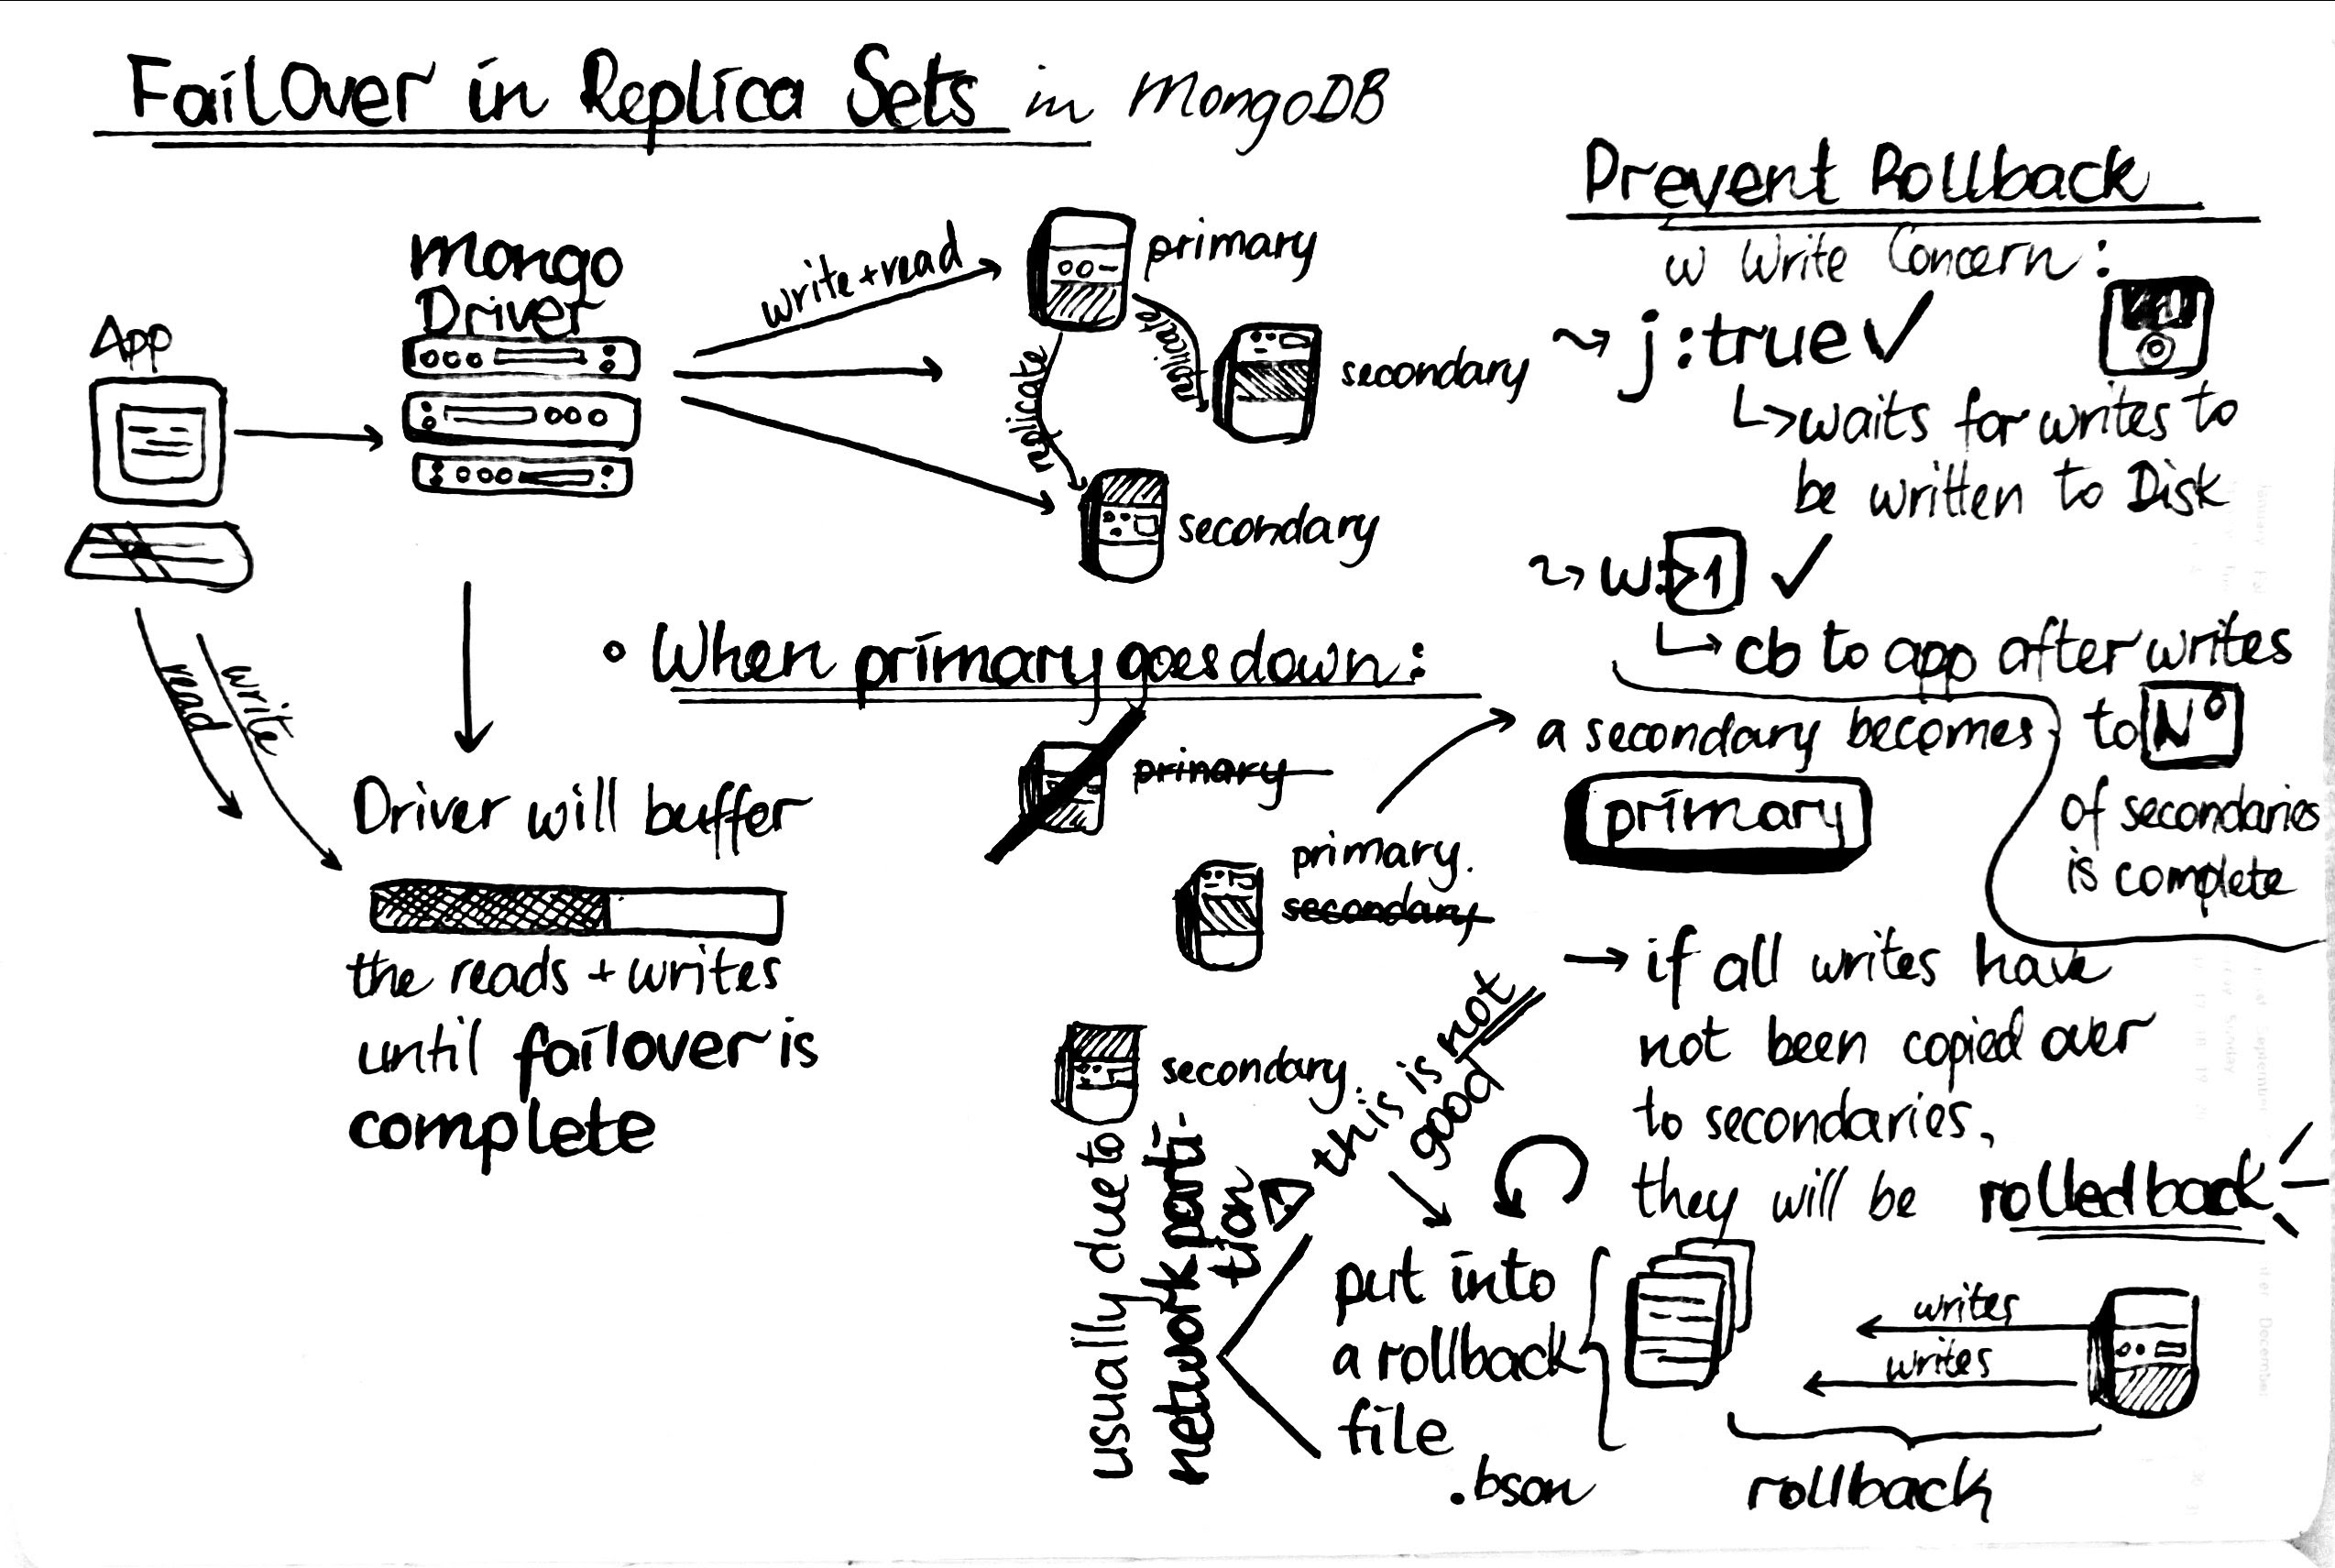 FailOver in Replica Sets in MongoDB
App
mongo
Driver
write+read
primary
replicate
replicate
secondary
secondary
read
write
Driver will buffer
the reads + writes
until failover is
complete
• When primary goes down:
primary
primary.
secondary
secondary.
a secondary becomes
primary
→ if all writes have
not been copied over
to secondaries,
they will be rolledback
this is not
good
usually due to
network parti-
tion
put into
a rollback
file
.bson
writes
writes
rollback
Prevent Rollback
w Write Concern:
j:true ✓
↳ waits for writes to
be written to Disk
w:>1 ✓
↳ cb to app after writes
to N°
of secondaries
is complete